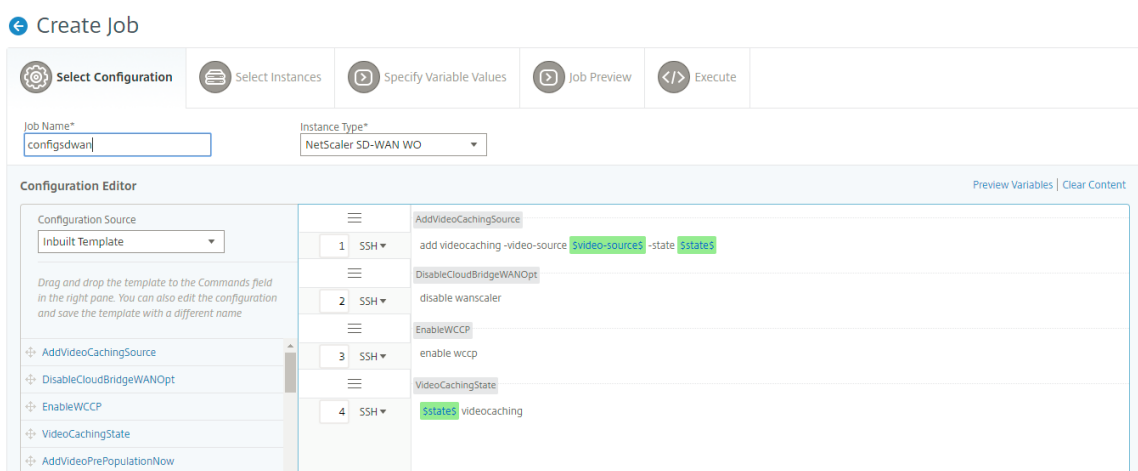 Create Job
Select Configuration
Select Instances
Specify Variable Values
Job Preview
Execute
Job Name*
configsdwan
Instance Type*
NetScaler SD-WAN WO
Configuration Editor
Preview Variables | Clear Content
Configuration Source
Inbuilt Template
Drag and drop the template to the Commands field
in the right pane. You can also edit the configuration
and save the template with a different name
AddVideoCachingSource
DisableCloudBridgeWANOpt
EnableWCCP
VideoCachingState
AddVideoPrePopulationNow
AddVideoCachingSource
1 SSH add videocaching -video-source $video-source$ -state $state$
DisableCloudBridgeWANOpt
2 SSH disable wanscaler
EnableWCCP
3 SSH enable wccp
VideoCachingState
4 SSH $state$ videocaching